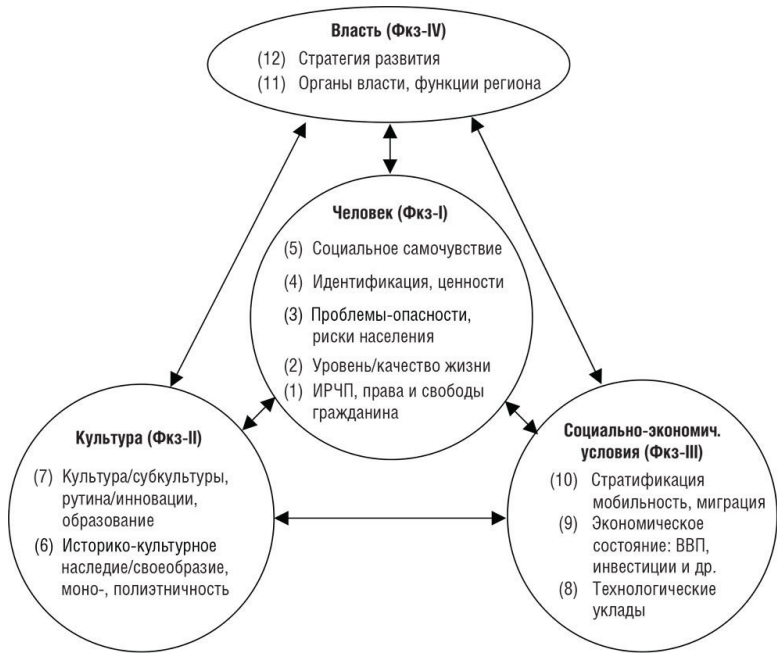 Власть (Фкз-IV)
(12) Стратегия развития
(11) Органы власти, функции региона
Человек (Фкз-I)
(5) Социальное самочувствие
(4) Идентификация, ценности
(3) Проблемы-опасности,
риски населения
(2) Уровень/качество жизни
(1) ИРЧП, права и свободы
гражданина
Культура (Фкз-II)
(7) Культура/субкультуры,
рутина/инновации,
образование
(6) Историко-культурное
наследие/своеобразие,
моно-, полиэтничность
Социально-экономич.
условия (Фкз-III)
(10) Стратификация
мобильность, миграция
(9) Экономическое
состояние: ВВП,
инвестиции и др.
(8) Технологические
уклады